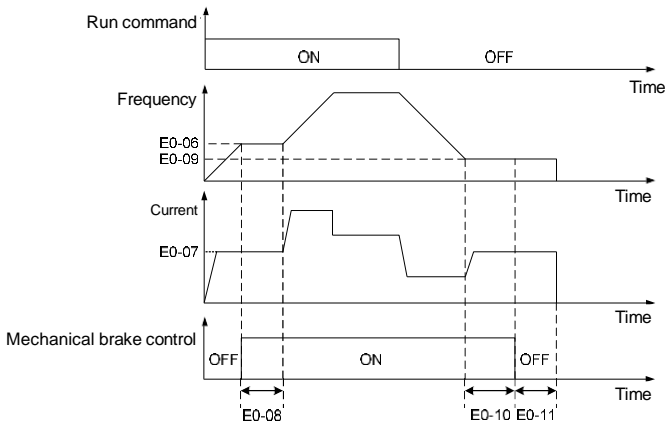 Run command
ON
OFF
Time
Frequency
E0-06
E0-09
Time
Current
E0-07
Time
Mechanical brake control
OFF
ON
OFF
Time
E0-08
E0-10
E0-11